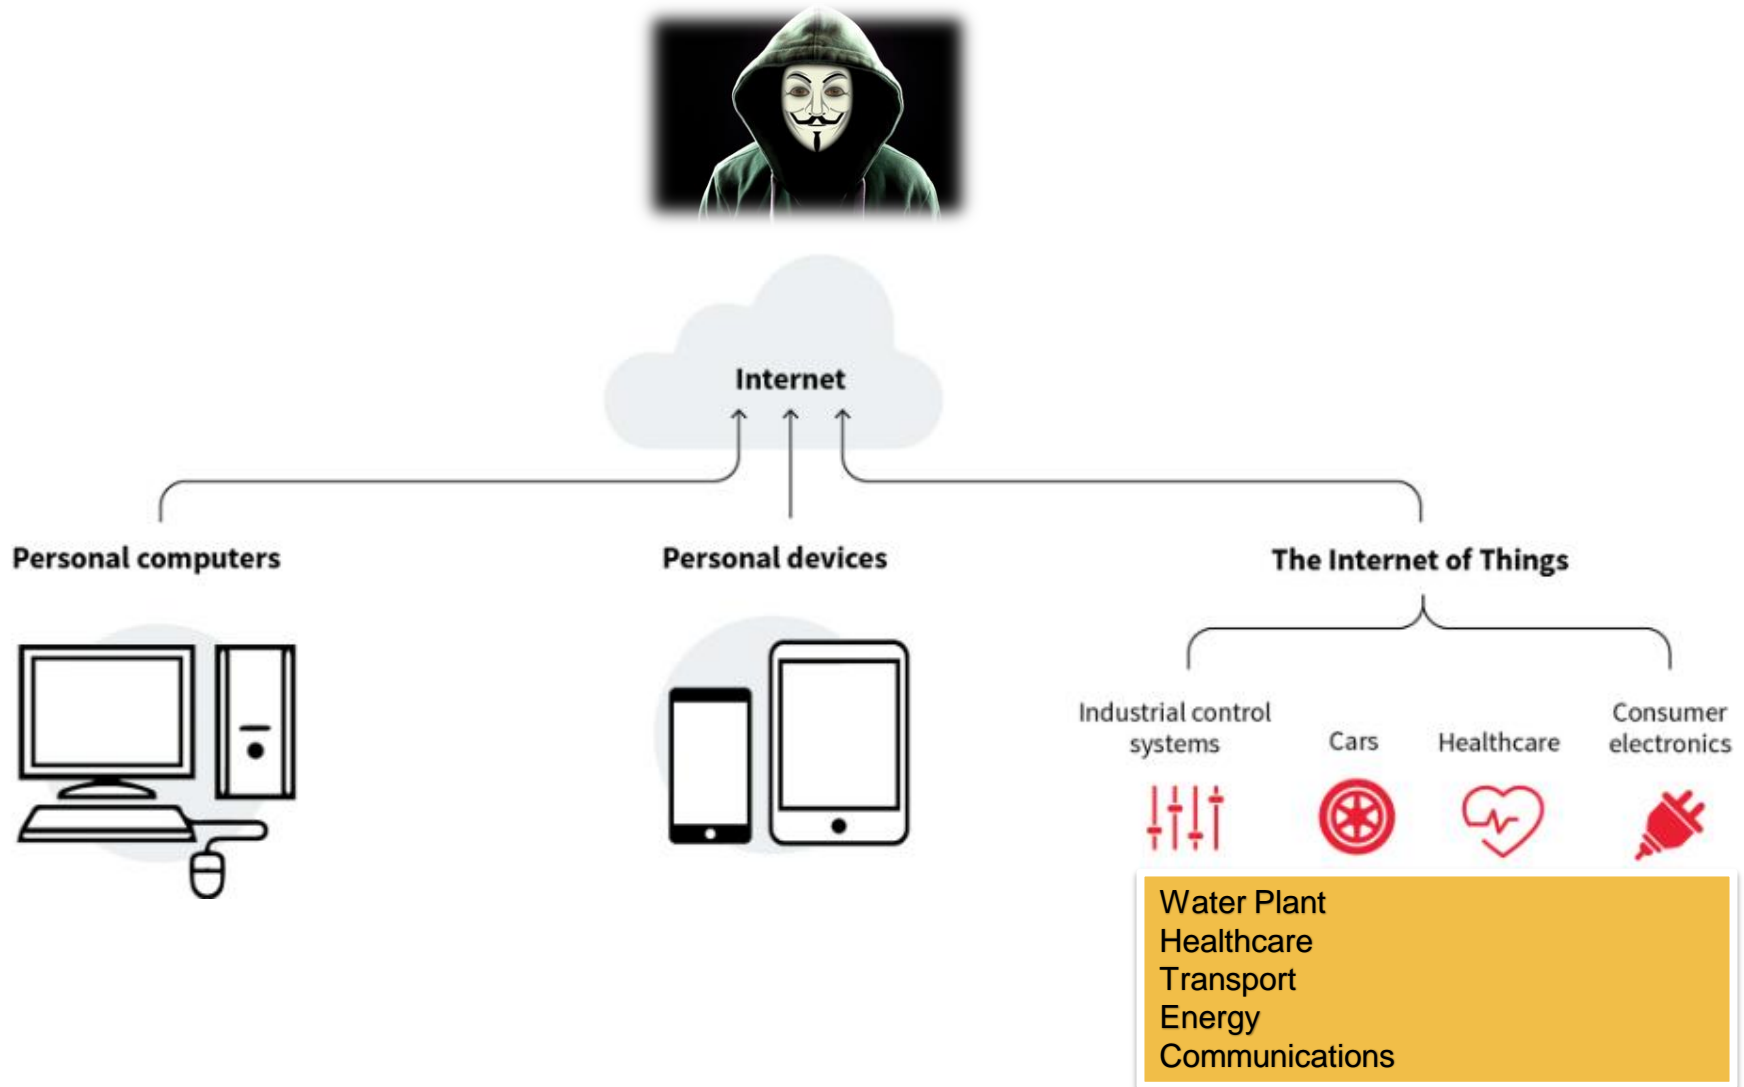 Internet
Personal computers
Personal devices
The Internet of Things
Industrial control
systems
Cars
Healthcare
Consumer
electronics
Water Plant
Healthcare
Transport
Energy
Communications